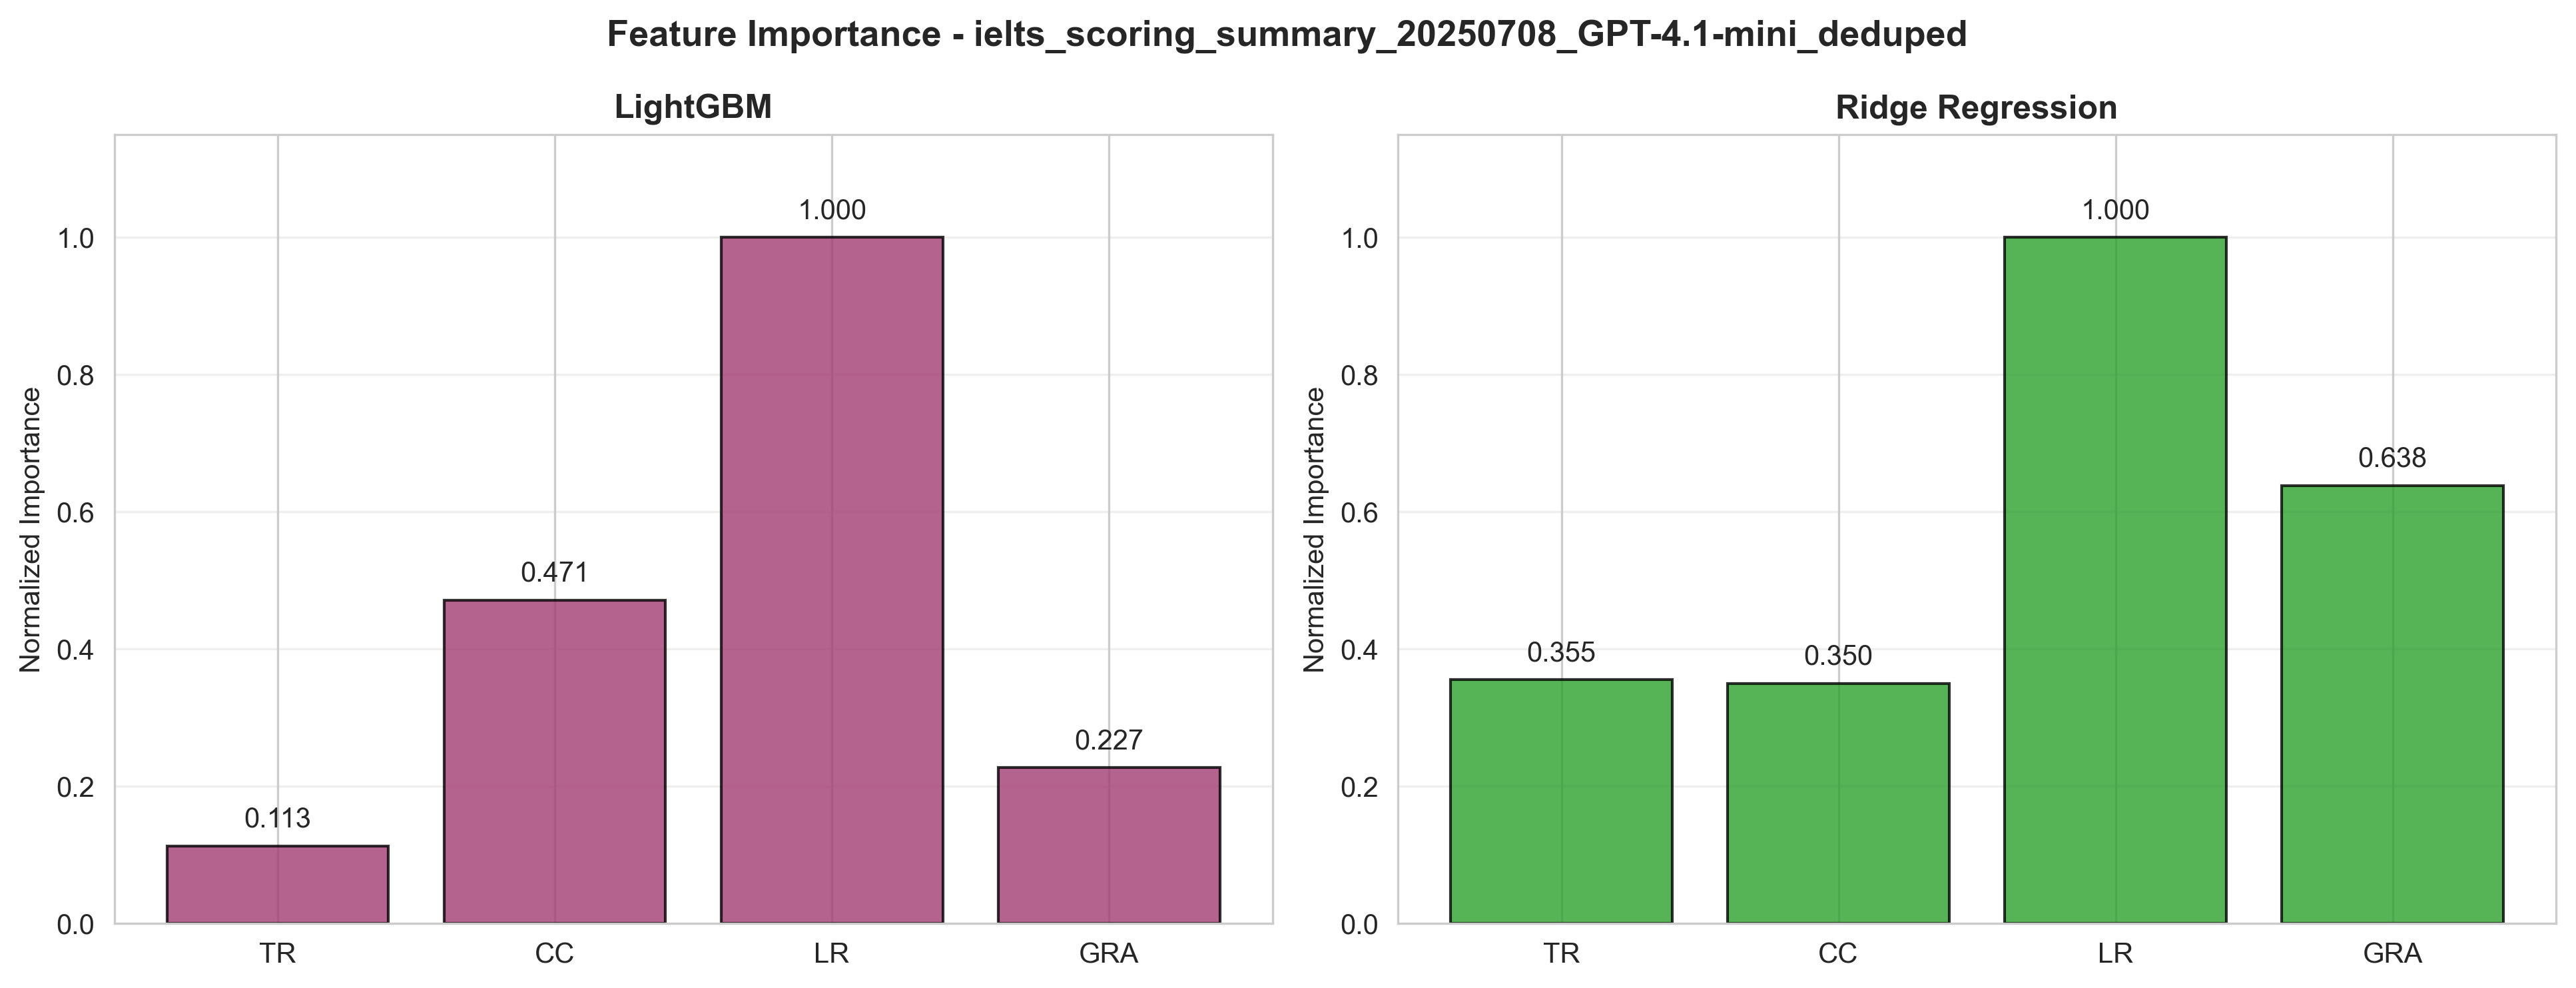 Feature Importance - ielts_scoring_summary_20250708_GPT-4.1-mini_deduped
LightGBM
Normalized Importance
1.0
0.8
0.6
0.4
0.2
0.0
0.113
0.471
1.000
0.227
TR
CC
LR
GRA
Ridge Regression
Normalized Importance
1.0
0.8
0.6
0.4
0.2
0.0
0.355
0.350
1.000
0.638
TR
CC
LR
GRA